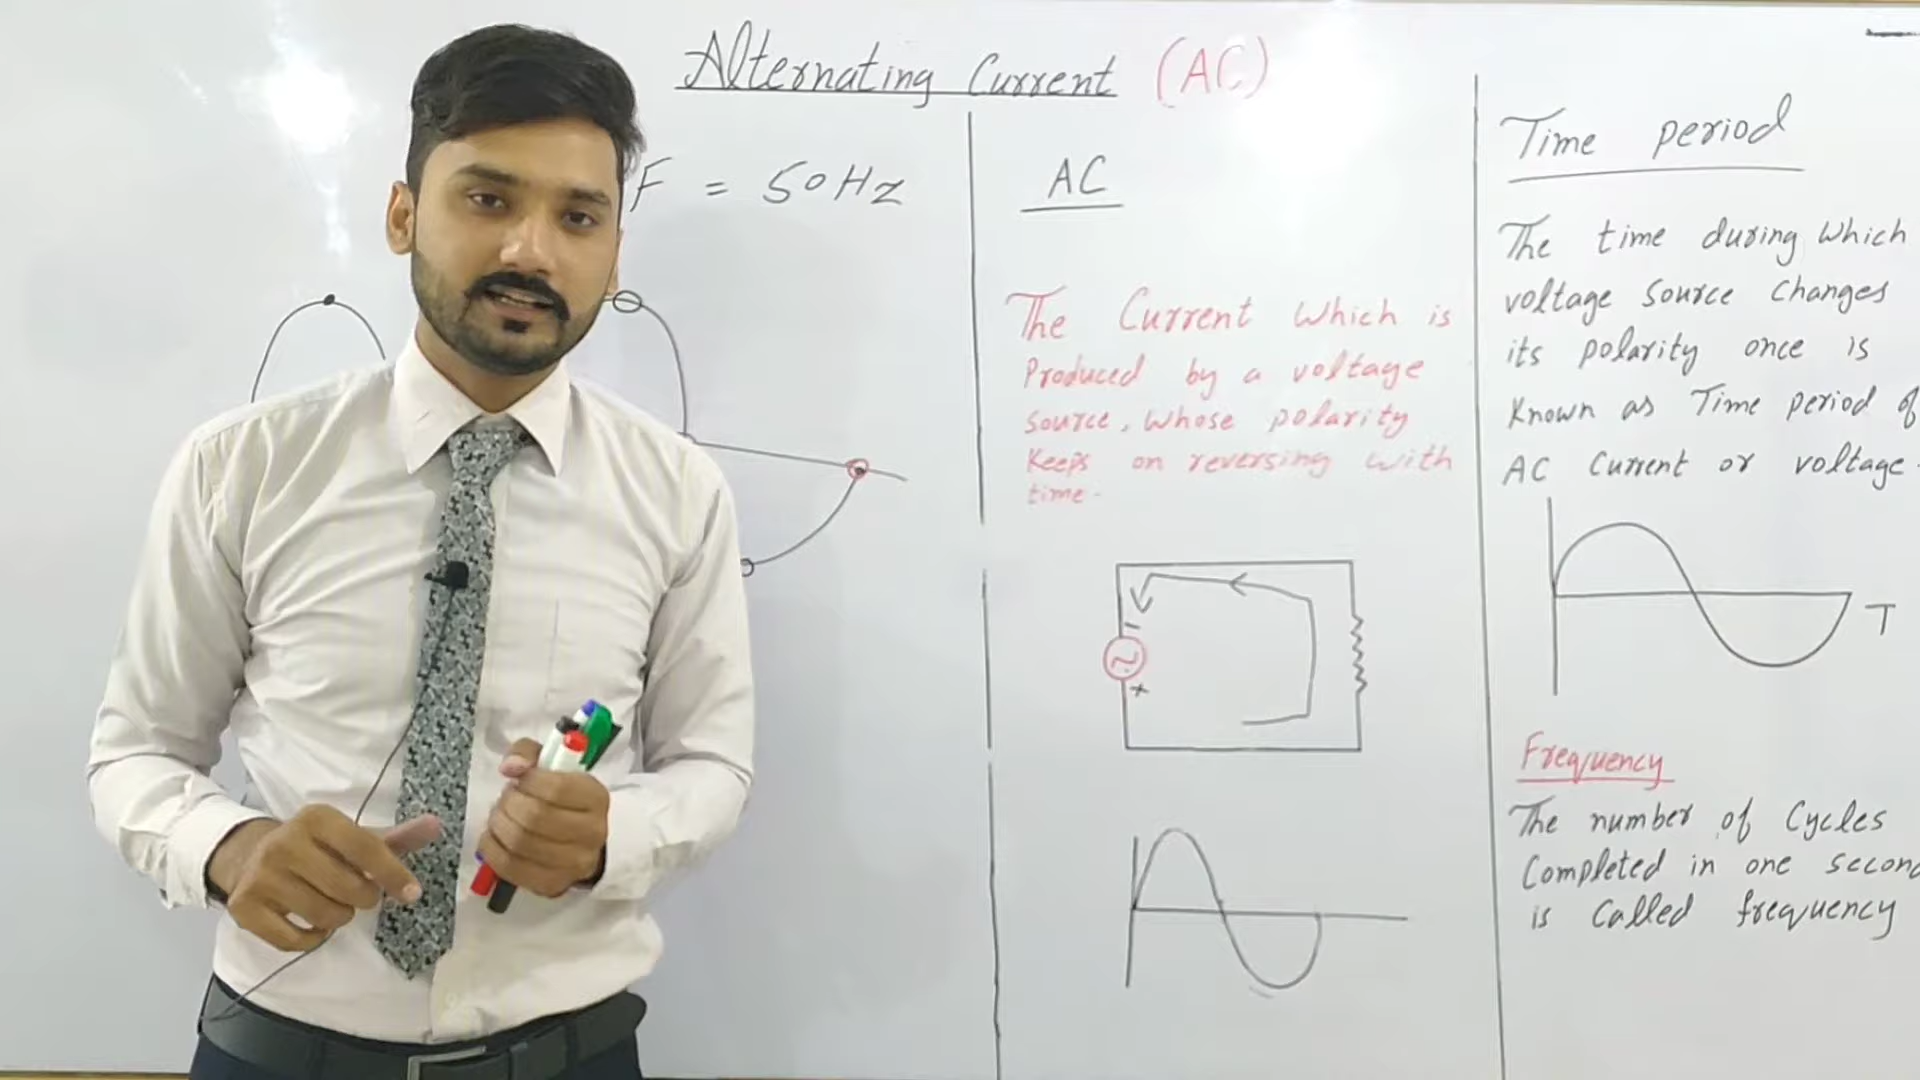 Alternating Current (AC)
F = 50Hz
AC
The Current Which is
Produced by a voltage
source, Whose polarity
Keeps on reversing with
time.
-
~
+
Time period
The time during Which
voltage Source Changes
its polarity once is
Known as Time period of
AC Current or voltage.
T
Frequency
The number of Cycles
Completed in one second
is Called frequency